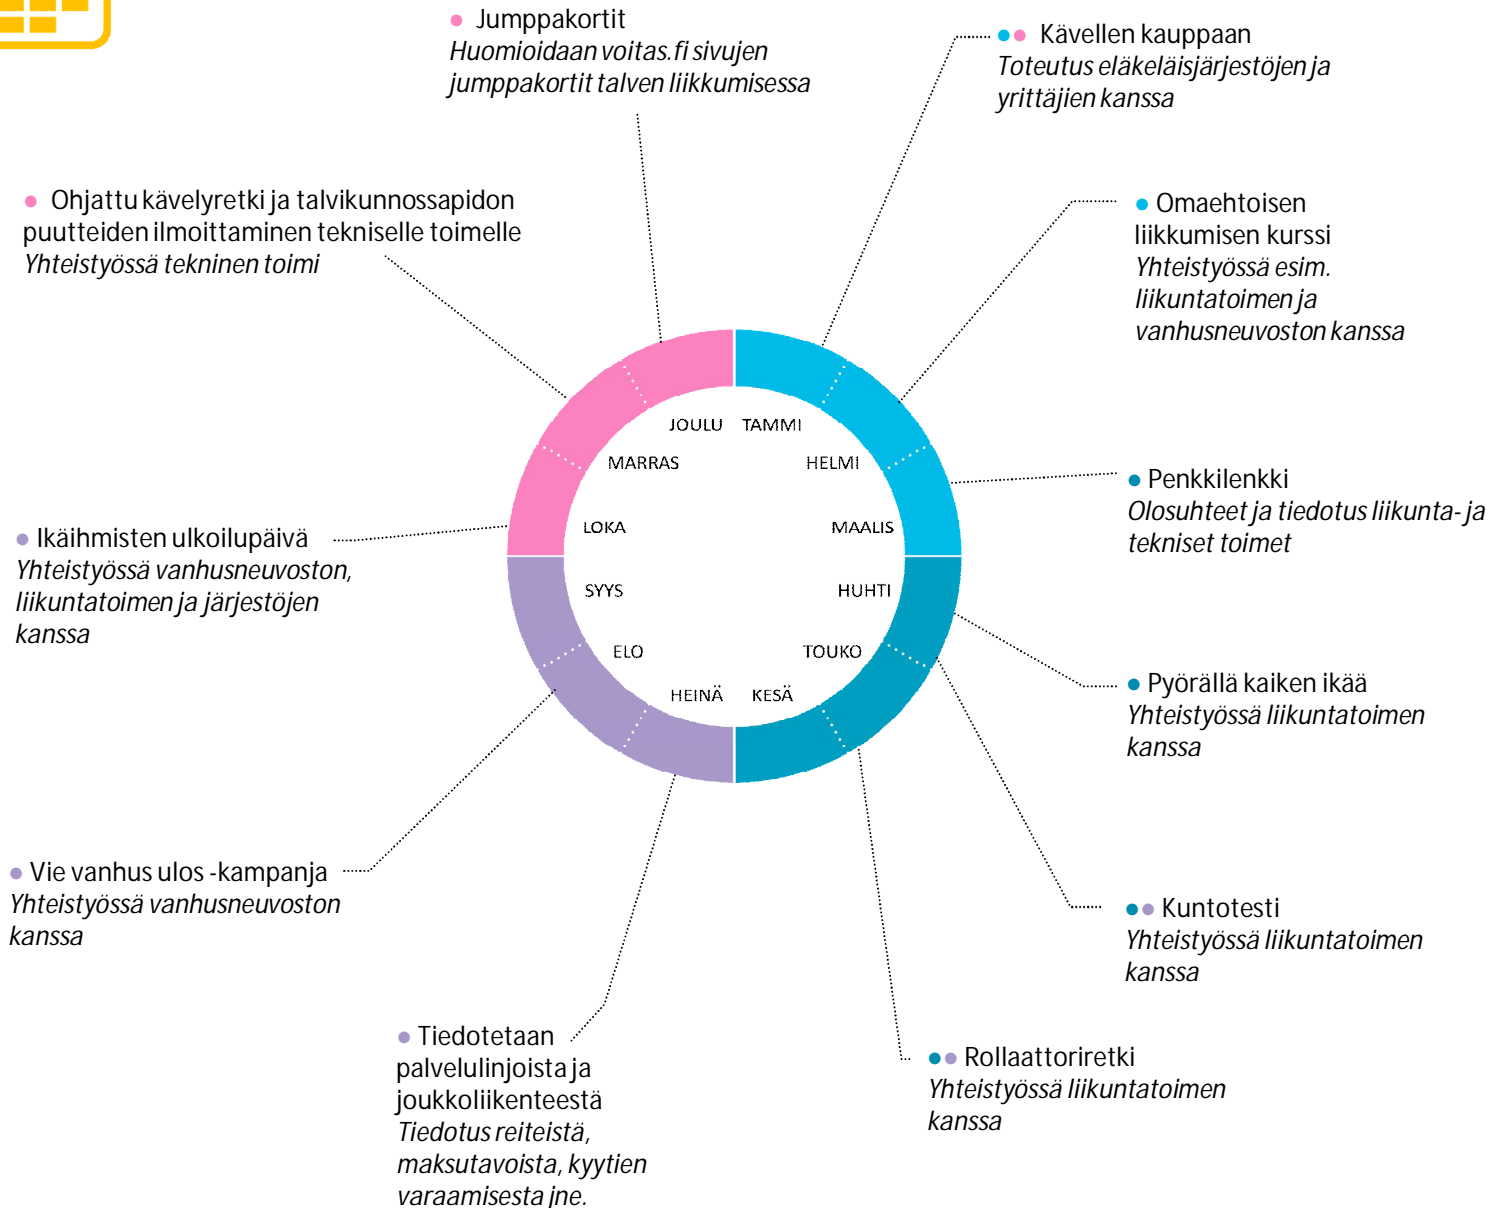 ● Jumppakortit
Huomioidaan voitas.fi sivujen
jumppakortit talven liikkumisessa
●● Kävellen kauppaan
Toteutus eläkeläisjärjestöjen ja
yrittäjien kanssa
● Ohjattu kävelyretki ja talvikunnossapidon
puutteiden ilmoittaminen tekniselle toimelle
Yhteistyössä tekninen toimi
● Omaehtoisen
liikkumisen kurssi
Yhteistyössä esim.
liikuntatoimen ja
vanhusneuvoston kanssa
JOULU
TAMMI
MARRAS
HELMI
LOKA
MAALIS
SYYS
HUHTI
ELO
TOUKO
HEINÄ
KESÄ
● Penkkilenkki
Olosuhteet ja tiedotus liikunta- ja
tekniset toimet
● Ikäihmisten ulkoilupäivä
Yhteistyössä vanhusneuvoston,
liikuntatoimen ja järjestöjen
kanssa
● Pyörällä kaiken ikää
Yhteistyössä liikuntatoimen
kanssa
● Vie vanhus ulos -kampanja
Yhteistyössä vanhusneuvoston
kanssa
●● Kuntotesti
Yhteistyössä liikuntatoimen
kanssa
● Tiedotetaan
palvelulinjoista ja
joukkoliikenteestä
Tiedotus reiteistä,
maksutavoista, kyytien
varaamisesta jne.
●● Rollaattoriretki
Yhteistyössä liikuntatoimen
kanssa